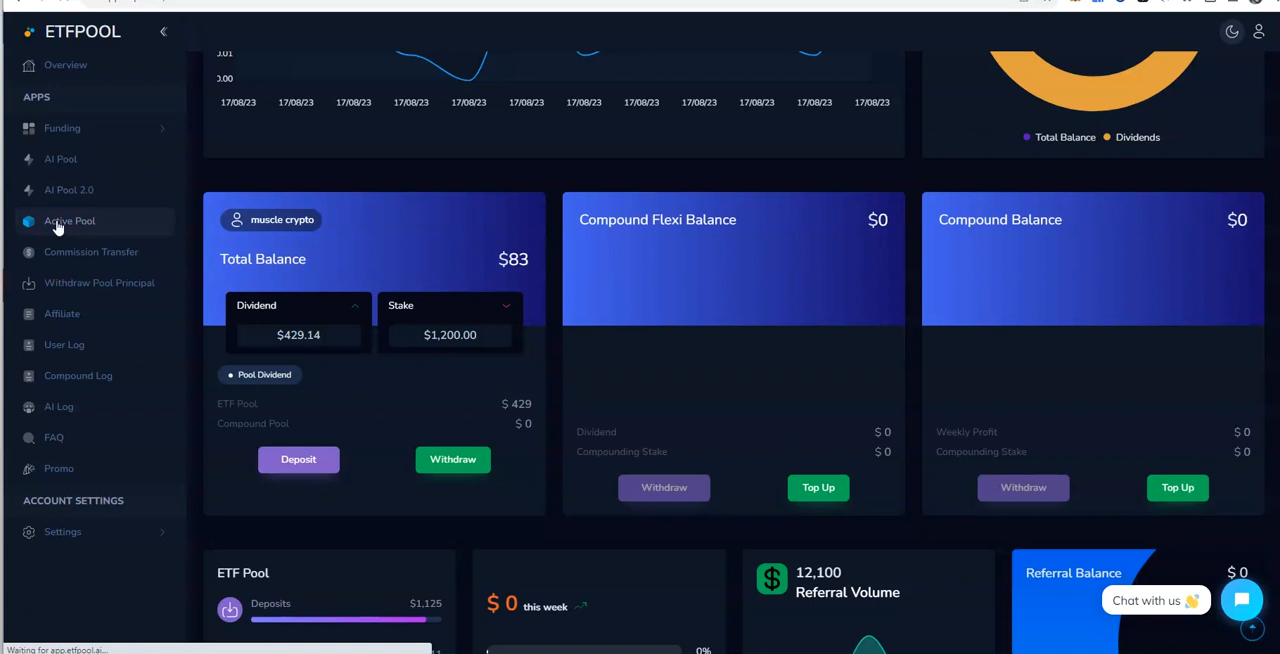 ETFPOOL
Overview
APPS
Funding
AI Pool
AI Pool 2.0
Active Pool
Commission Transfer
Withdraw Pool Principal
Affiliate
User Log
Compound Log
AI Log
FAQ
Promo
ACCOUNT SETTINGS
Settings
Waiting for app.etfpool.ai...
0.01
0.00
17/08/23 17/08/23 17/08/23 17/08/23 17/08/23 17/08/23 17/08/23 17/08/23 17/08/23 17/08/23 17/08/23 17/08/23
Total Balance Dividends
muscle crypto
Total Balance $83
Dividend Stake
$429.14 $1,200.00
Pool Dividend
ETF Pool $ 429
Compound Pool $ 0
Deposit Withdraw
Compound Flexi Balance $0
Dividend $ 0
Compounding Stake $ 0
Withdraw Top Up
Compound Balance $0
Weekly Profit $ 0
Compounding Stake $ 0
Withdraw Top Up
ETF Pool
Deposits $1,125
$ 0 this week
0%
12,100
Referral Volume
Referral Balance $ 0
Chat with us 👋